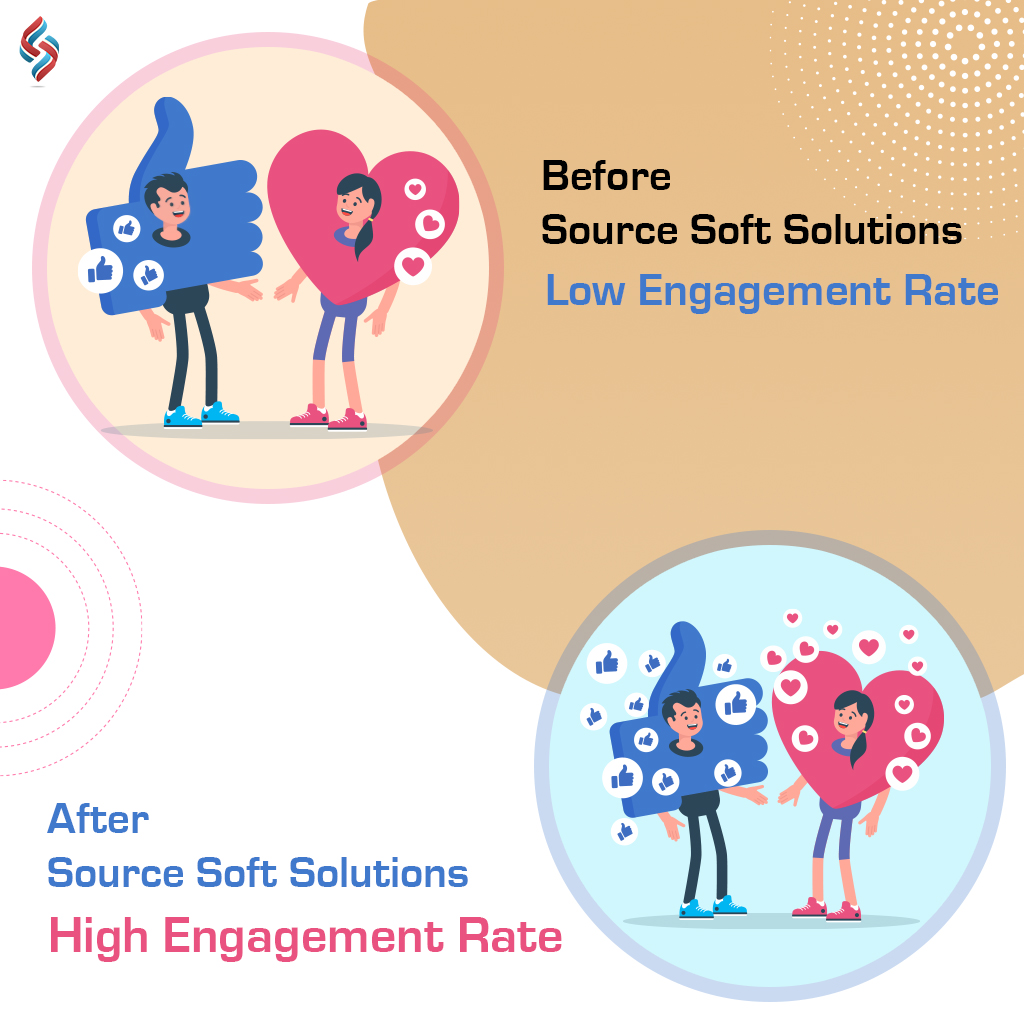 Before
Source Soft Solutions
Low Engagement Rate
After
Source Soft Solutions
High Engagement Rate